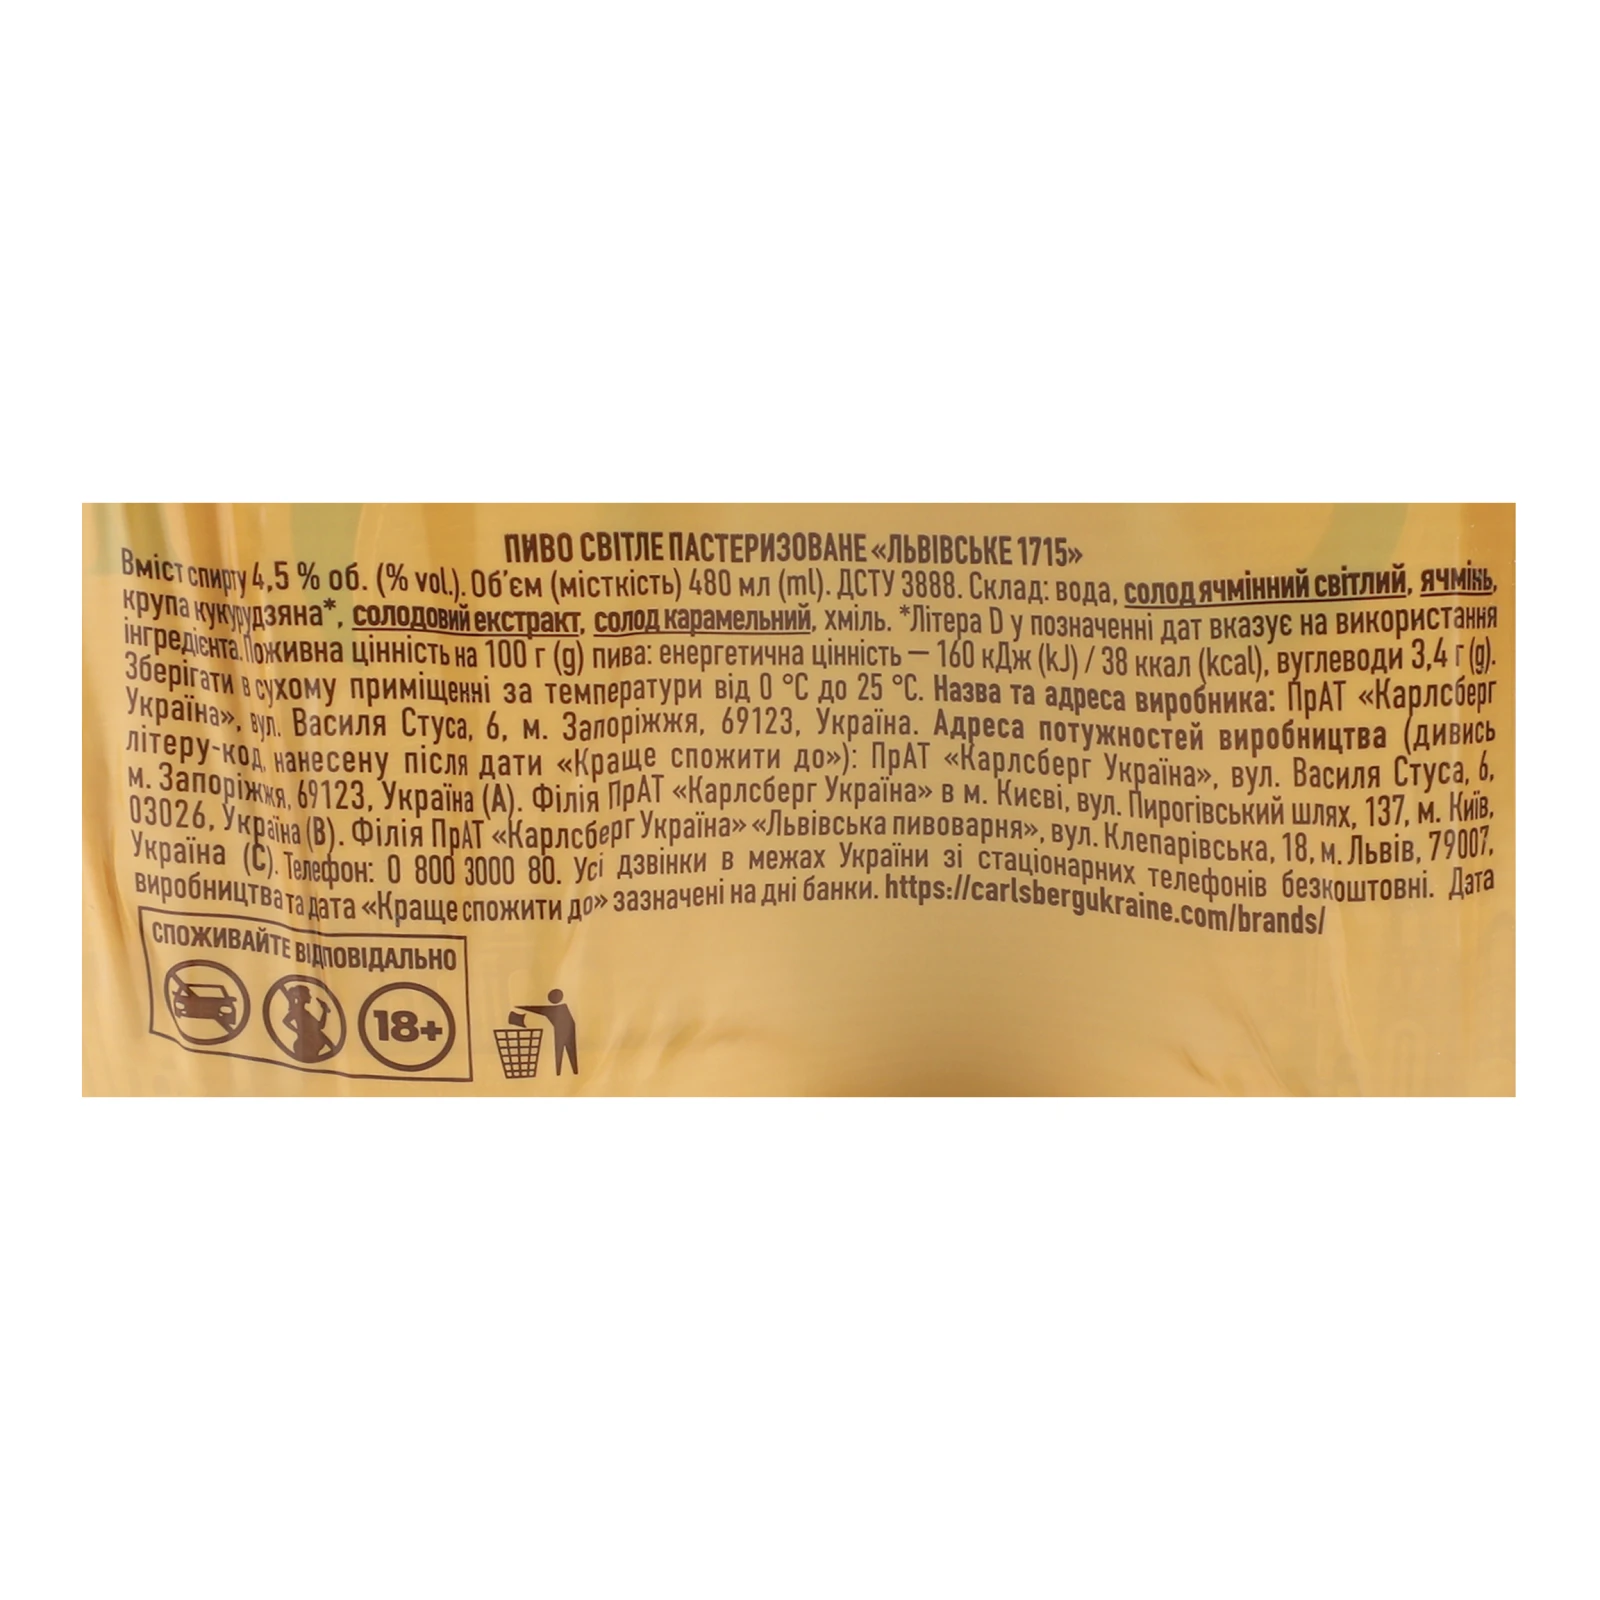 ПИВО СВІТЛЕ ПАСТЕРИЗОВАНЕ «ЛЬВІВСЬКЕ 1715»
Вміст спирту 4,5 % об. (% vol.). Об'єм (місткість) 480 мл (ml). ДСТУ 3888. Склад: вода, солод ячмінний світлий, ячмінь,
крупа кукурудзяна*, солодовий екстракт, солод карамельний, хміль. *Літера D у позначенні дат вказує на використання
інгредієнта. Поживна цінність на 100 г (g) пива: енергетична цінність – 160 кДж (kJ) / 38 ккал (kcal), вуглеводи 3,4 г (g).
Зберігати в сухому приміщенні за температури від 0 °С до 25 °С. Назва та адреса виробника: ПрАТ «Карлсберг
Україна», вул. Василя Стуса, 6, м. Запоріжжя, 69123, Україна. Адреса потужностей виробництва (дивись
літеру-код, нанесену після дати «Краще спожити до»): ПрАТ «Карлсберг Україна», вул. Василя Стуса, 6,
м. Запоріжжя, 69123, Україна (А). Філія ПрАТ «Карлсберг Україна» в м. Києві, вул. Пирогівський шлях, 137, м. Київ,
03026, Україна (В). Філія ПрАТ «Карлсберг Україна» «Львівська пивоварня», вул. Клепарівська, 18, м. Львів, 79007,
Україна (С). Телефон: 0 800 3000 80. Усі дзвінки в межах України зі стаціонарних телефонів безкоштовні. Дата
виробництва та дата «Краще спожити до» зазначені на дні банки. https://carlsbergukraine.com/brands/
СПОЖИВАЙТЕ ВІДПОВІДАЛЬНО
18+